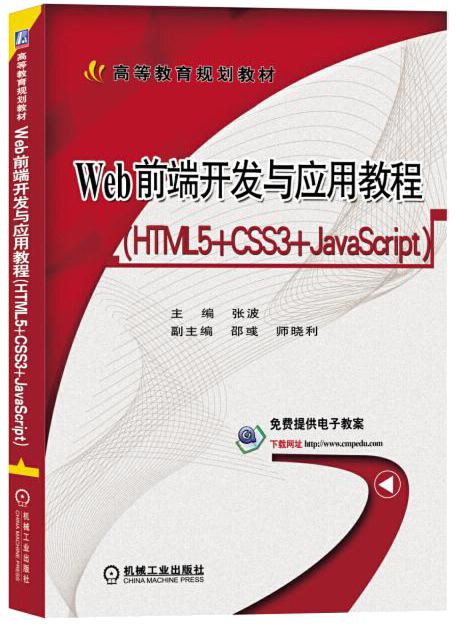 高等教育规划教材
Web前端开发与应用教程
(HTML5+CSS3+JavaScript)
主 编 张波
副主编 邵彧 师晓利
免费提供电子教案
下载网址 http://www.cmpedu.com
机械工业出版社
CHINA MACHINE PRESS
高等教育规划教材
Web前端开发与应用教程(HTML5+CSS3+JavaScript)
机械工业出版社
CHINA MACHINE PRESS